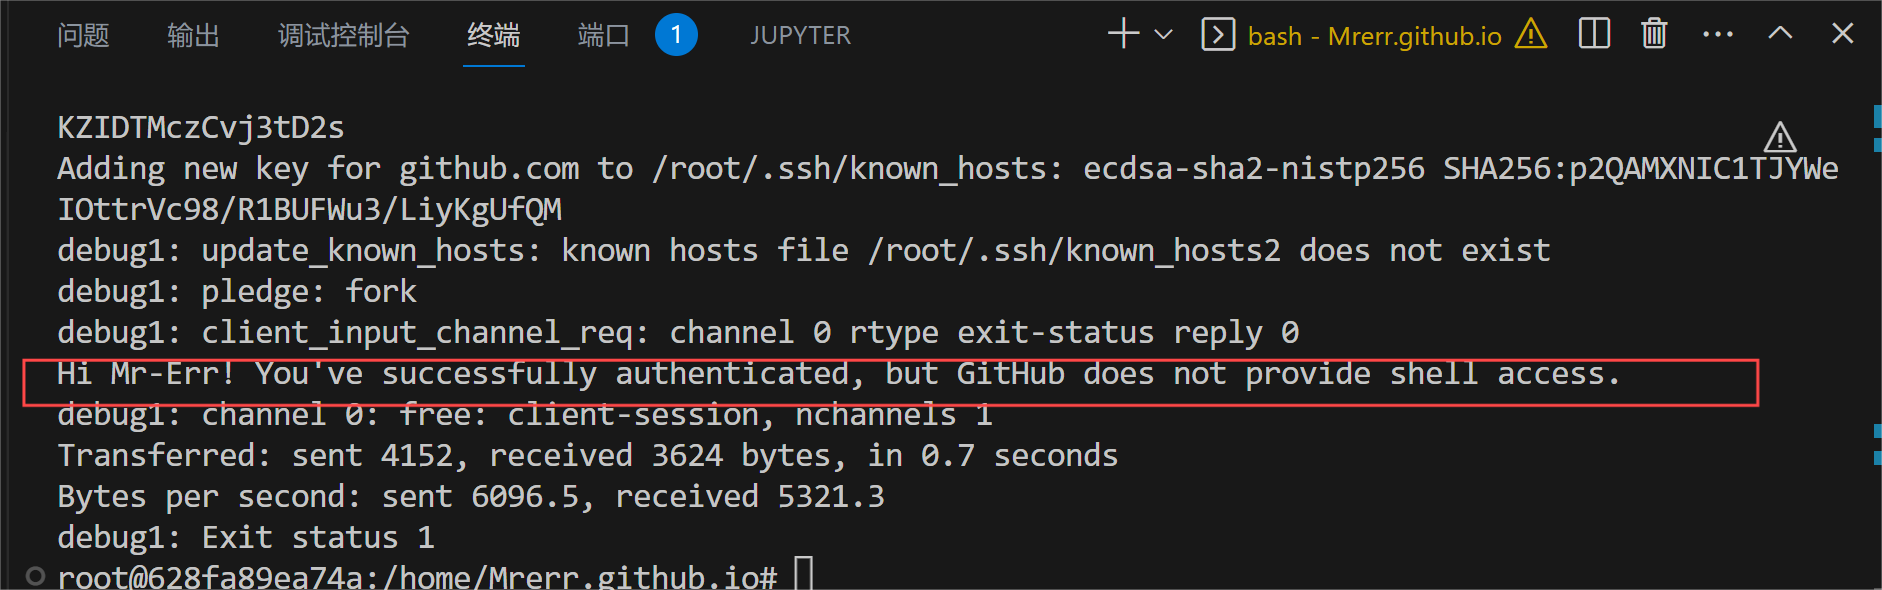 问题 输出 调试控制台 终端 端口 1 JUPYTER bash - Mrerr.github.io
KZIDTMczCvj3tD2s
Adding new key for github.com to /root/.ssh/known_hosts: ecdsa-sha2-nistp256 SHA256:p2QAMXNIC1TJYWe
IOttrVc98/R1BUFWu3/LiyKgUfQM
debug1: update_known_hosts: known hosts file /root/.ssh/known_hosts2 does not exist
debug1: pledge: fork
debug1: client_input_channel_req: channel 0 rtype exit-status reply 0
Hi Mr-Err! You've successfully authenticated, but GitHub does not provide shell access.
debug1: channel 0: free: client-session, nchannels 1
Transferred: sent 4152, received 3624 bytes, in 0.7 seconds
Bytes per second: sent 6096.5, received 5321.3
debug1: Exit status 1
root@628fa89ea74a:/home/Mrerr.github.io#